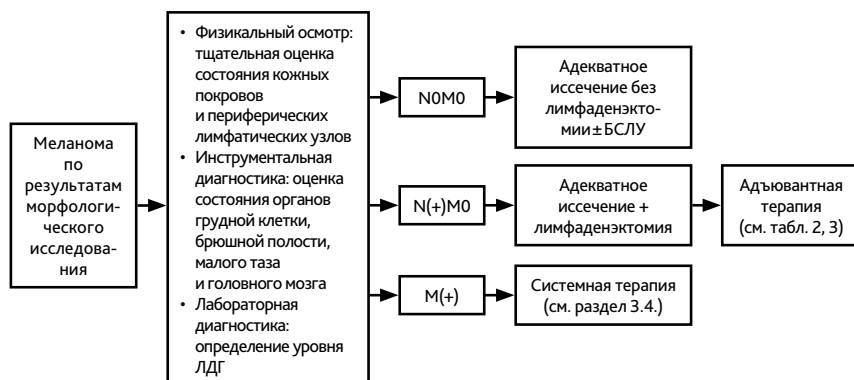 Меланома
по
результатам
морфологи-
ческого
исследова-
ния
• Физикальный осмотр:
тщательная оценка
состояния кожных
покровов
и периферических
лимфатических узлов
• Инструментальная
диагностика: оценка
состояния органов
грудной клетки,
брюшной полости,
малого таза
и головного мозга
• Лабораторная
диагностика:
определение уровня
ЛДГ
N0M0
Адекватное
иссечение без
лимфаденэкто-
мии ± БСЛУ
N(+)M0
Адекватное
иссечение +
лимфаденэктомия
Адъювантная
терапия
(см. табл. 2, 3)
M(+)
Системная терапия
(см. раздел 3.4.)